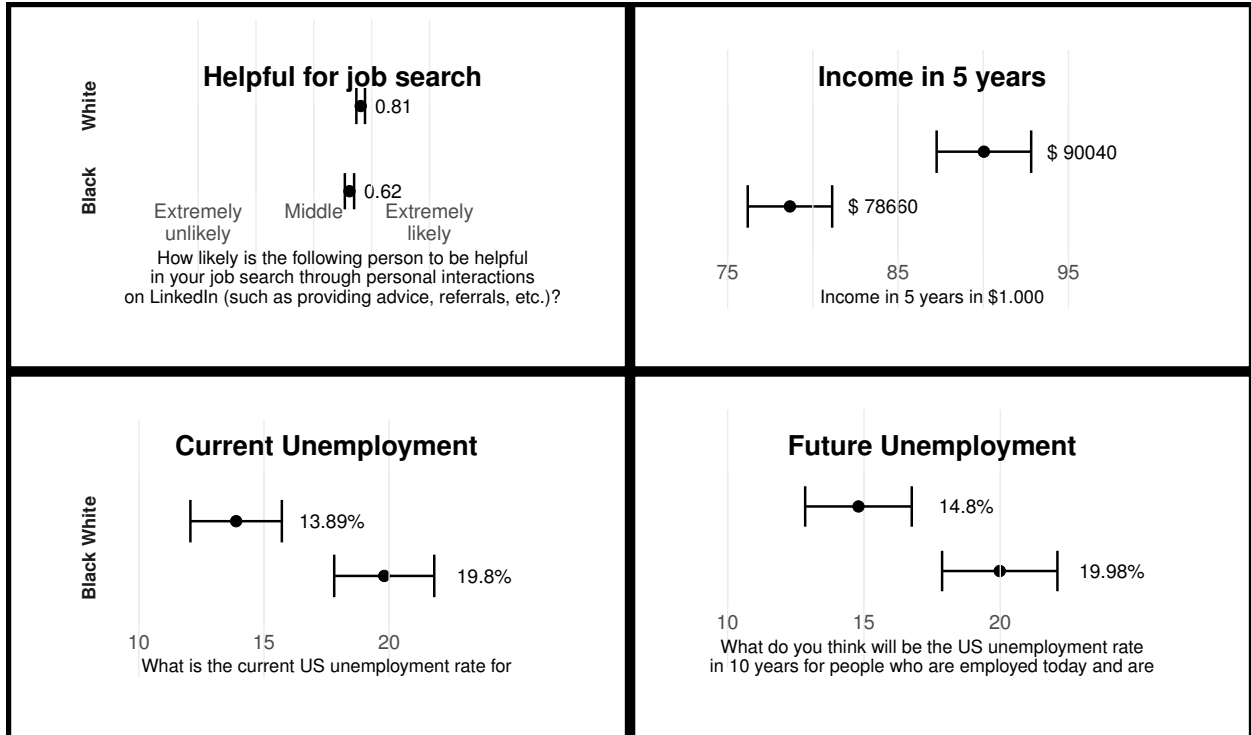 Helpful for job search
White
0.81
Black
0.62
Extremely unlikely
Middle
Extremely likely
How likely is the following person to be helpful
in your job search through personal interactions
on LinkedIn (such as providing advice, referrals, etc.)?
Income in 5 years
$ 90040
$ 78660
75 85 95
Income in 5 years in $1.000
Current Unemployment
White
13.89%
Black
19.8%
10 15 20
What is the current US unemployment rate for
Future Unemployment
14.8%
19.98%
10 15 20
What do you think will be the US unemployment rate
in 10 years for people who are employed today and are